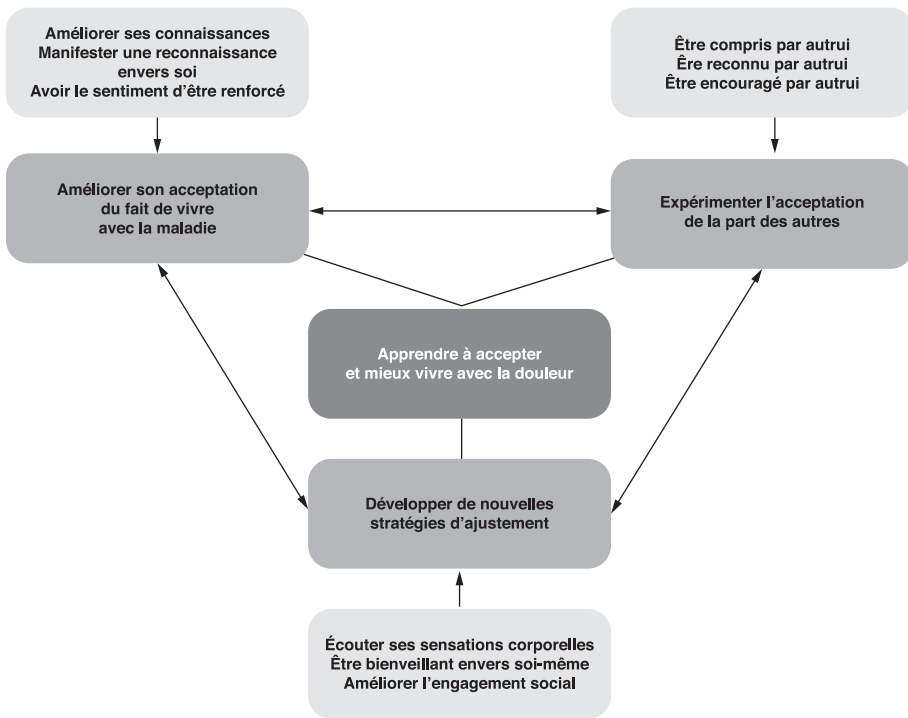 Améliorer ses connaissances
Manifester une reconnaissance
envers soi
Avoir le sentiment d'être renforcé
Être compris par autrui
Ère reconnu par autrui
Être encouragé par autrui
Améliorer son acceptation
du fait de vivre
avec la maladie
Expérimenter l'acceptation
de la part des autres
Apprendre à accepter
et mieux vivre avec la douleur
Développer de nouvelles
stratégies d'ajustement
Écouter ses sensations corporelles
Être bienveillant envers soi-même
Améliorer l'engagement social